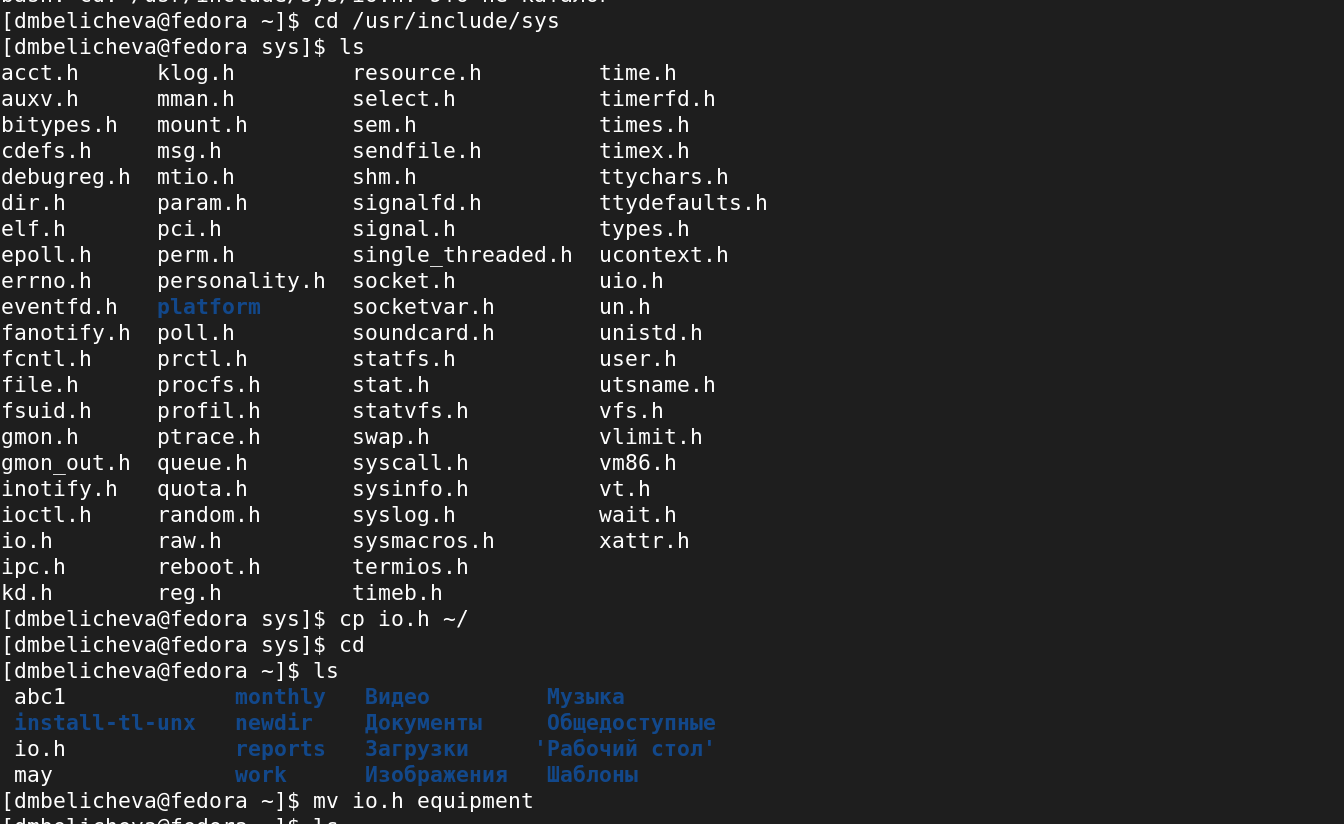 [dmbelicheva@fedora ~]$ cd /usr/include/sys
[dmbelicheva@fedora sys]$ ls
acct.h      klog.h         resource.h         time.h
auxv.h      mman.h         select.h           timerfd.h
bitypes.h   mount.h        sem.h              times.h
cdefs.h     msg.h          sendfile.h         timex.h
debugreg.h  mtio.h         shm.h              ttychars.h
dir.h       param.h        signalfd.h         ttydefaults.h
elf.h       pci.h          signal.h           types.h
epoll.h     perm.h         single_threaded.h  ucontext.h
errno.h     personality.h  socket.h           uio.h
eventfd.h   platform       socketvar.h        un.h
fanotify.h  poll.h         soundcard.h        unistd.h
fcntl.h     prctl.h        statfs.h           user.h
file.h      procfs.h       stat.h             utsname.h
fsuid.h     profil.h       statvfs.h          vfs.h
gmon.h      ptrace.h       swap.h             vlimit.h
gmon_out.h  queue.h        syscall.h          vm86.h
inotify.h   quota.h        sysinfo.h          vt.h
ioctl.h     random.h       syslog.h           wait.h
io.h        raw.h          sysmacros.h        xattr.h
ipc.h       reboot.h       termios.h
kd.h        reg.h          timeb.h
[dmbelicheva@fedora sys]$ cp io.h ~/
[dmbelicheva@fedora sys]$ cd
[dmbelicheva@fedora ~]$ ls
 abc1             monthly   Видео         Музыка
 install-tl-unx   newdir    Документы     Общедоступные
 io.h             reports   Загрузки     'Рабочий стол'
 may              work      Изображения   Шаблоны
[dmbelicheva@fedora ~]$ mv io.h equipment
[dmbelicheva@fedora ~]$ ls